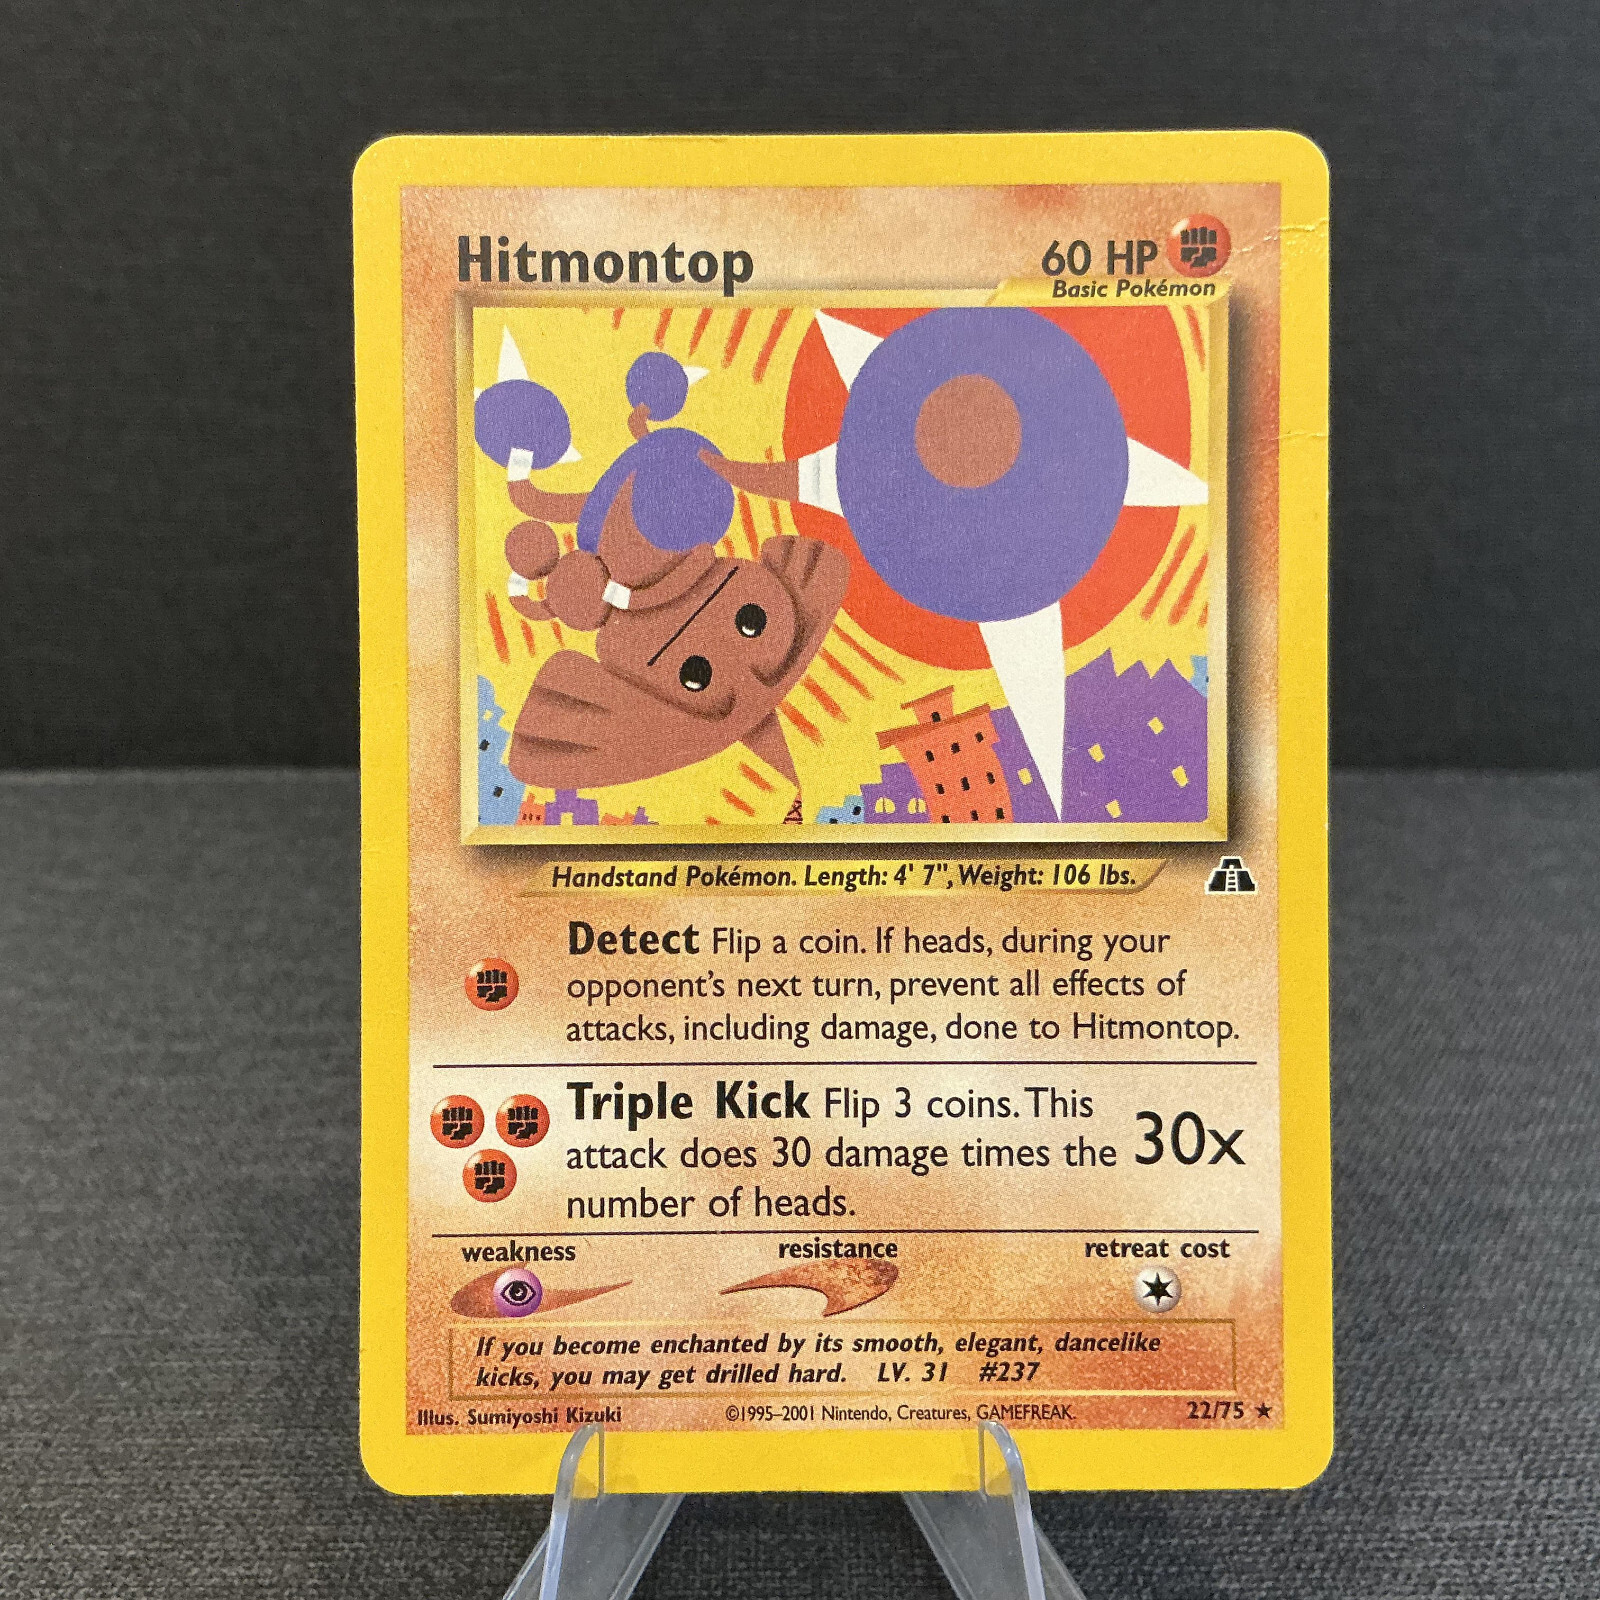 Hitmontop
60 HP
Basic Pokémon
Handstand Pokémon. Length: 4' 7", Weight: 106 lbs.
Detect Flip a coin. If heads, during your
opponent's next turn, prevent all effects of
attacks, including damage, done to Hitmontop.
Triple Kick Flip 3 coins. This
attack does 30 damage times the
number of heads.
30x
weakness
resistance
retreat cost
If you become enchanted by its smooth, elegant, dancelike
kicks, you may get drilled hard. LV. 31 #237
Illus. Sumiyoshi Kizuki
©1995–2001 Nintendo, Creatures, GAMEFREAK.
22/75 ★